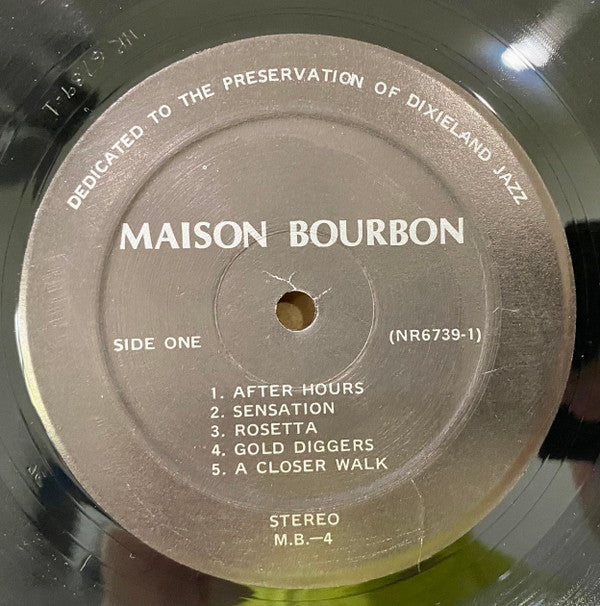 DEDICATED TO THE PRESERVATION OF DIXIELAND JAZZ
MAISON BOURBON
SIDE ONE
(NR6739-1)
1. AFTER HOURS
2. SENSATION
3. ROSETTA
4. GOLD DIGGERS
5. A CLOSER WALK
STEREO
M.B.—4